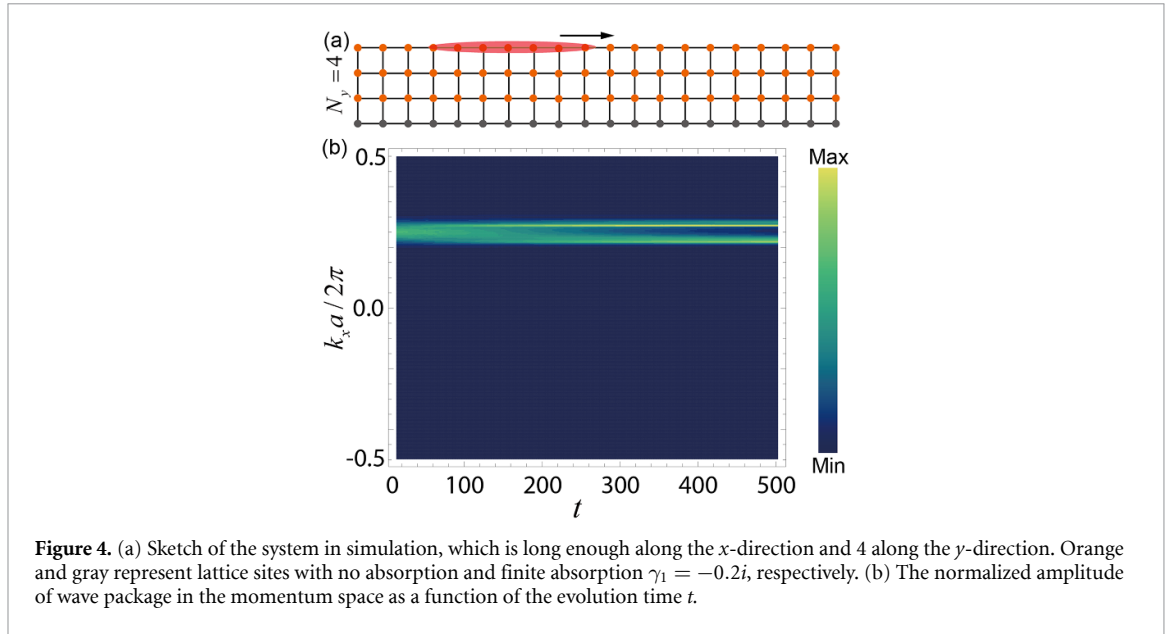 (a)
N_y=4
(b)
Max
0.5
k_x a / 2π
0.0
-0.5
Min
0 100 200 300 400 500
t
Figure 4. (a) Sketch of the system in simulation, which is long enough along the x-direction and 4 along the y-direction. Orange
and gray represent lattice sites with no absorption and finite absorption γ₁ = −0.2i, respectively. (b) The normalized amplitude
of wave package in the momentum space as a function of the evolution time t.